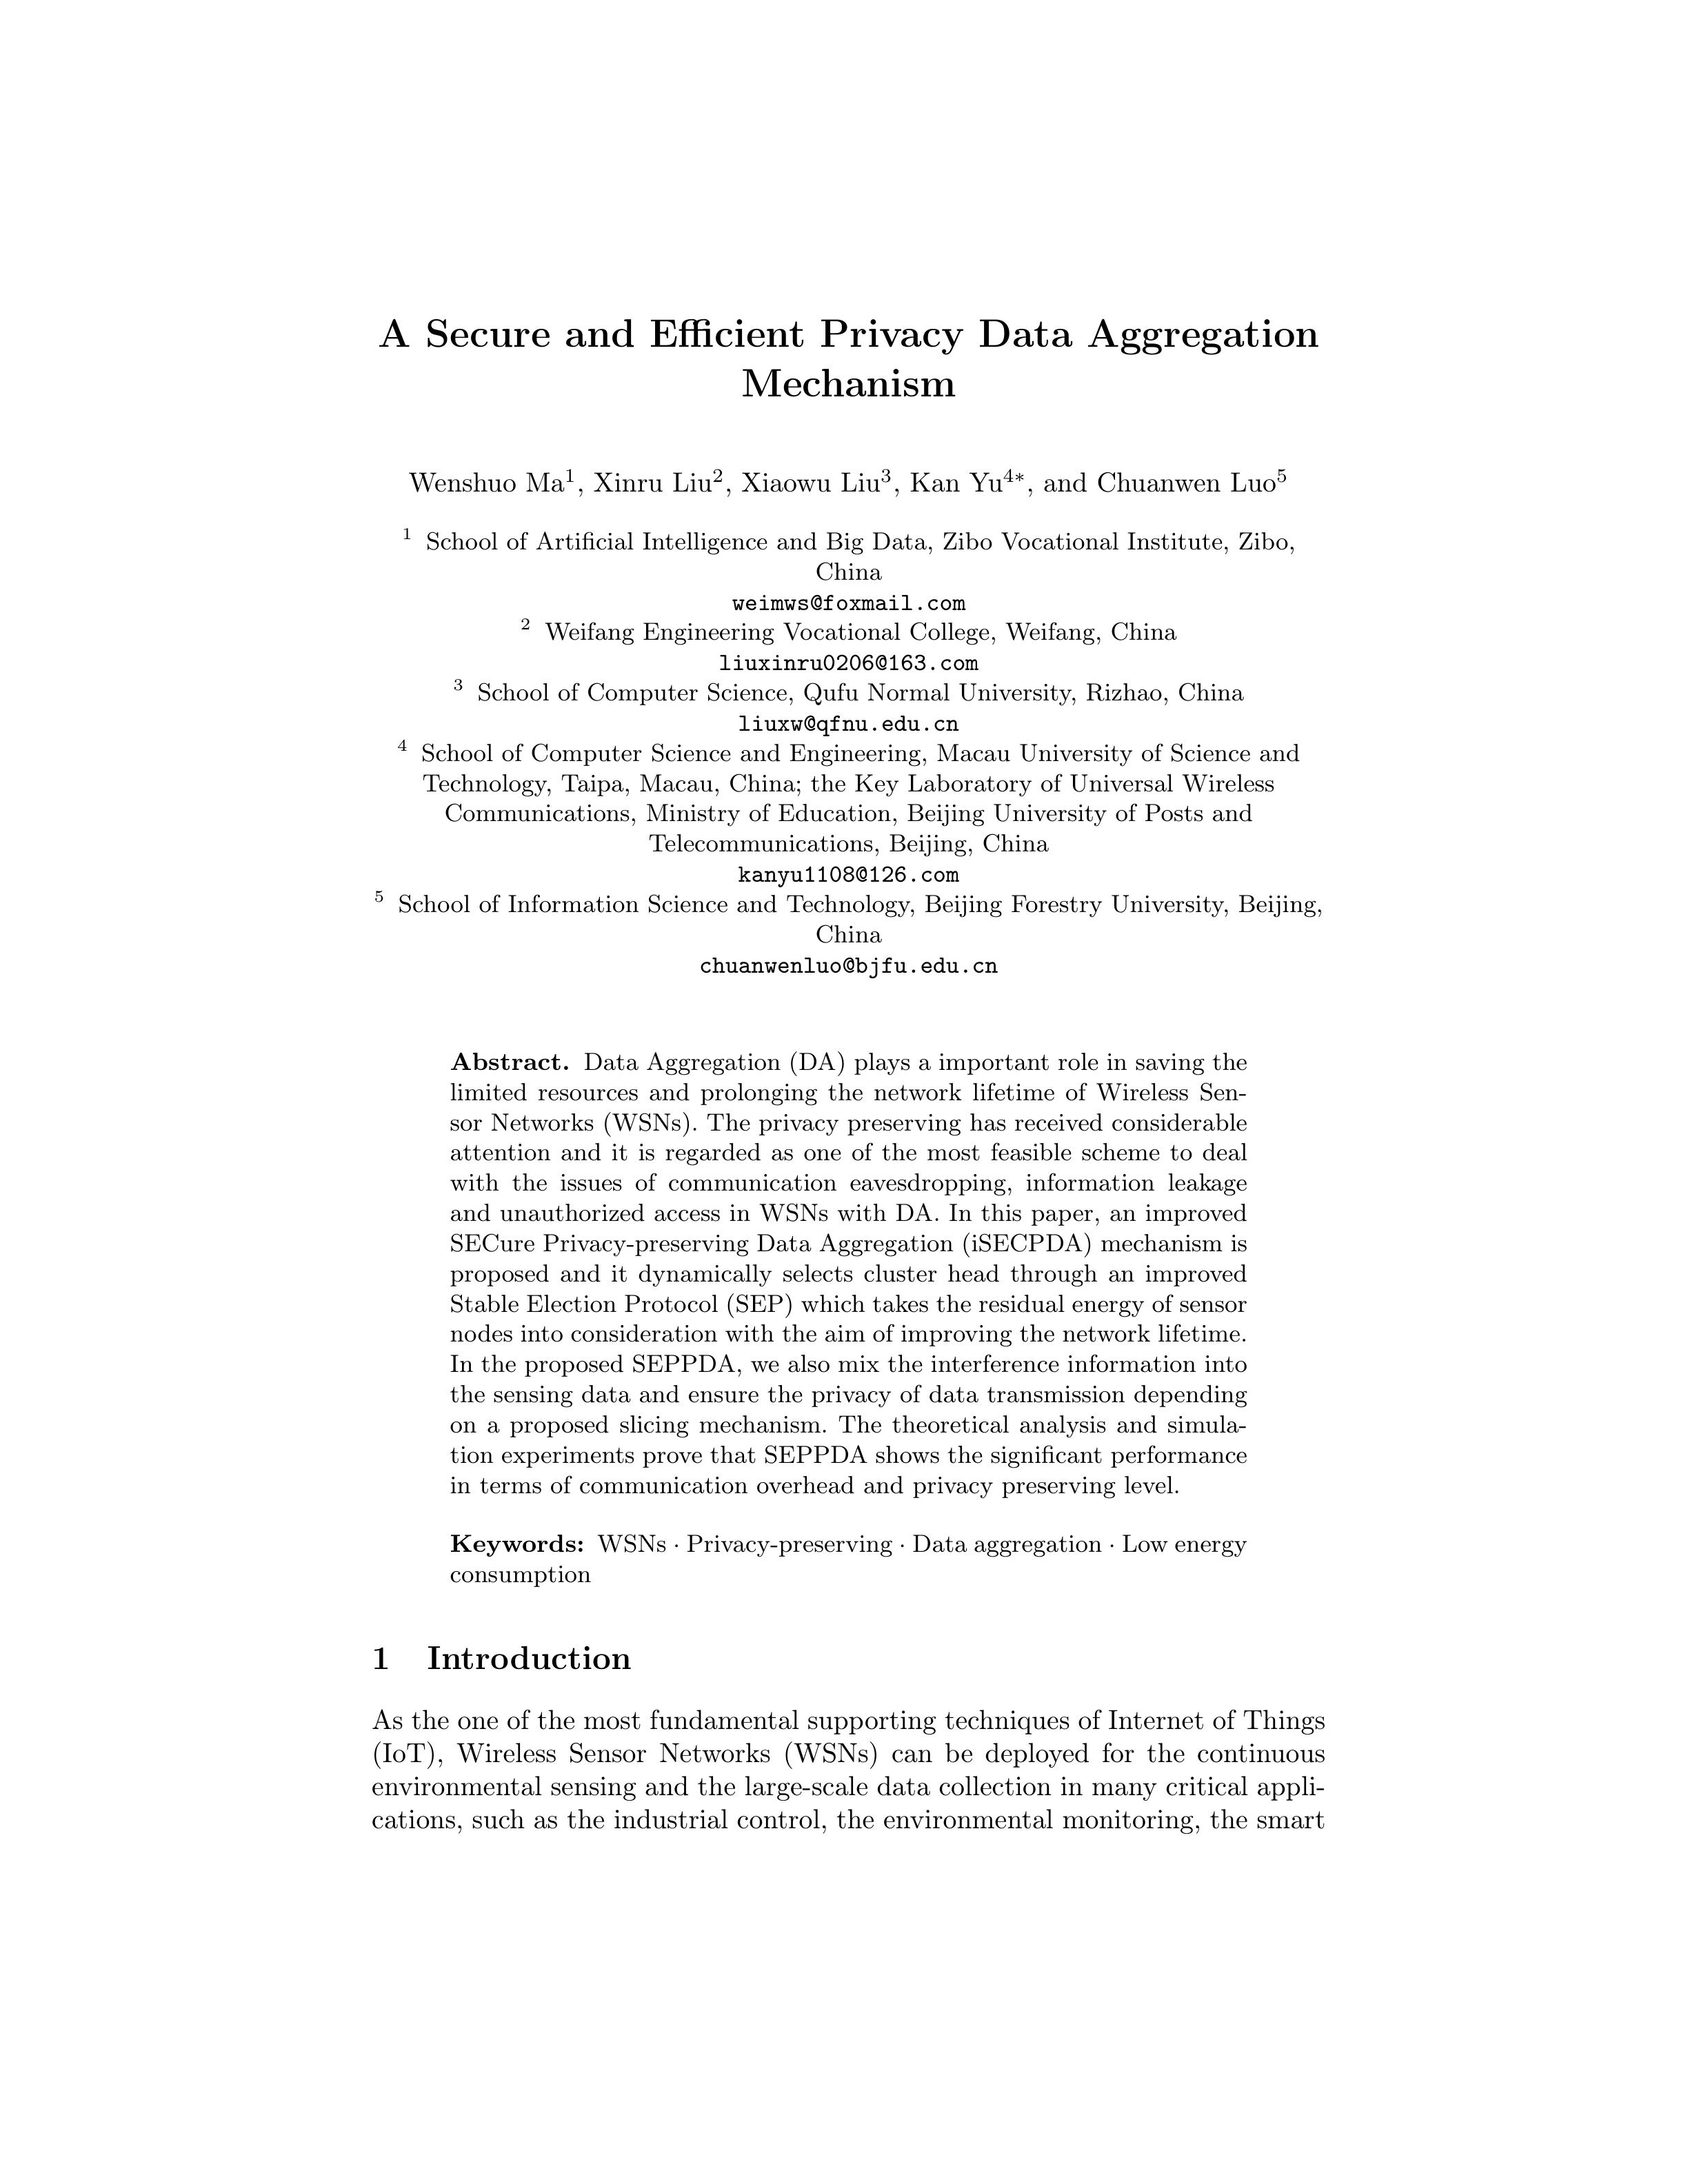 A Secure and Efficient Privacy Data Aggregation
Mechanism
Wenshuo Ma1, Xinru Liu2, Xiaowu Liu3, Kan Yu4*, and Chuanwen Luo5
1 School of Artificial Intelligence and Big Data, Zibo Vocational Institute, Zibo,
China
weimws@foxmail.com
2 Weifang Engineering Vocational College, Weifang, China
liuxinru0206@163.com
3 School of Computer Science, Qufu Normal University, Rizhao, China
liuxw@qfnu.edu.cn
4 School of Computer Science and Engineering, Macau University of Science and
Technology, Taipa, Macau, China; the Key Laboratory of Universal Wireless
Communications, Ministry of Education, Beijing University of Posts and
Telecommunications, Beijing, China
kanyu1108@126.com
5 School of Information Science and Technology, Beijing Forestry University, Beijing,
China
chuanwenluo@bjfu.edu.cn
Abstract. Data Aggregation (DA) plays a important role in saving the
limited resources and prolonging the network lifetime of Wireless Sen-
sor Networks (WSNs). The privacy preserving has received considerable
attention and it is regarded as one of the most feasible scheme to deal
with the issues of communication eavesdropping, information leakage
and unauthorized access in WSNs with DA. In this paper, an improved
SECure Privacy-preserving Data Aggregation (iSECPDA) mechanism is
proposed and it dynamically selects cluster head through an improved
Stable Election Protocol (SEP) which takes the residual energy of sensor
nodes into consideration with the aim of improving the network lifetime.
In the proposed SEPPDA, we also mix the interference information into
the sensing data and ensure the privacy of data transmission depending
on a proposed slicing mechanism. The theoretical analysis and simula-
tion experiments prove that SEPPDA shows the significant performance
in terms of communication overhead and privacy preserving level.
Keywords: WSNs · Privacy-preserving · Data aggregation · Low energy
consumption
1 Introduction
As the one of the most fundamental supporting techniques of Internet of Things
(IoT), Wireless Sensor Networks (WSNs) can be deployed for the continuous
environmental sensing and the large-scale data collection in many critical appli-
cations, such as the industrial control, the environmental monitoring, the smart